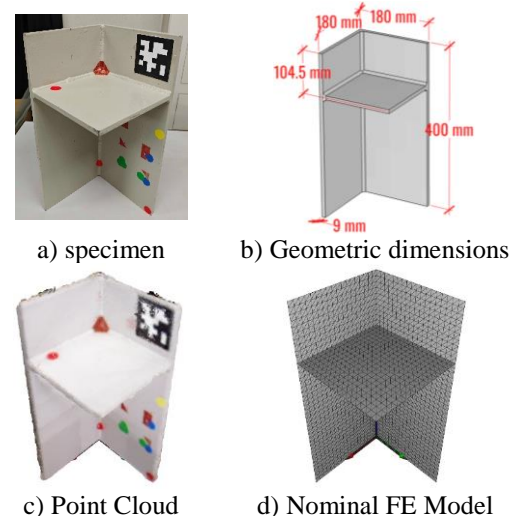 180 mm 180 mm
104.5 mm
400 mm
9 mm
a) specimen b) Geometric dimensions
c) Point Cloud d) Nominal FE Model